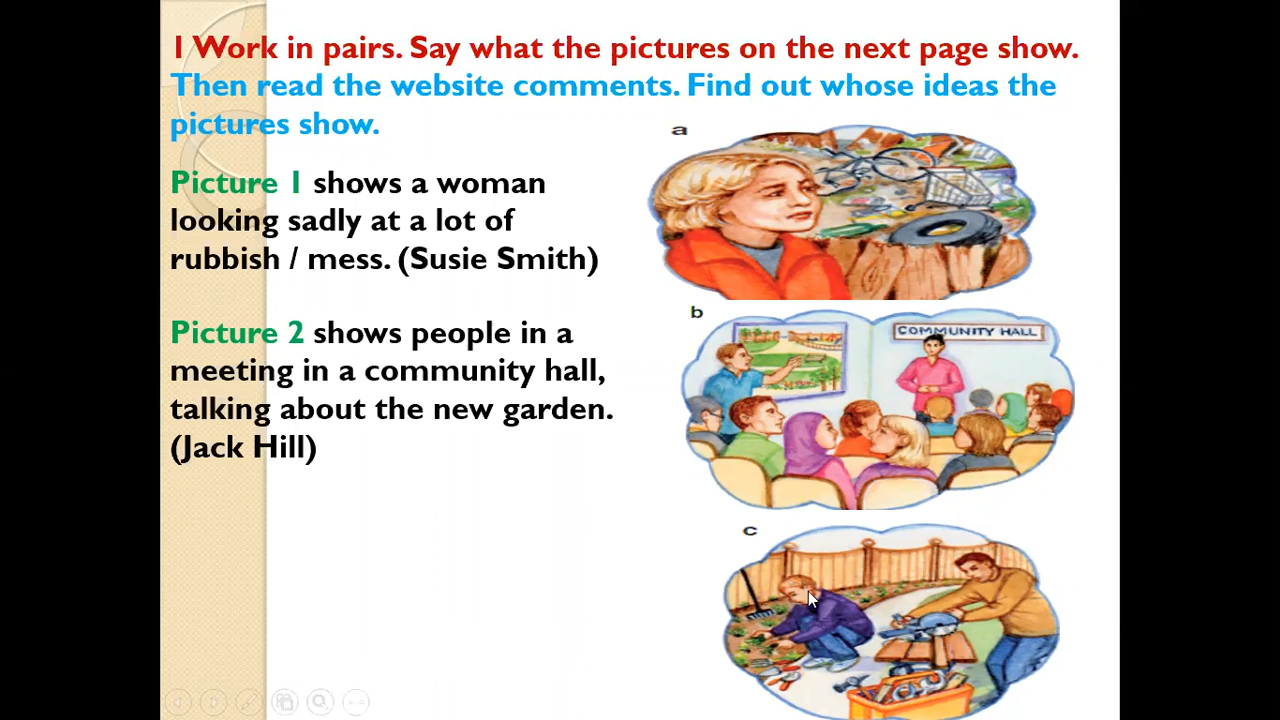 1 Work in pairs. Say what the pictures on the next page show.
Then read the website comments. Find out whose ideas the
pictures show.
a
Picture 1 shows a woman
looking sadly at a lot of
rubbish / mess. (Susie Smith)
b
COMMUNITY HALL
Picture 2 shows people in a
meeting in a community hall,
talking about the new garden.
(Jack Hill)
c